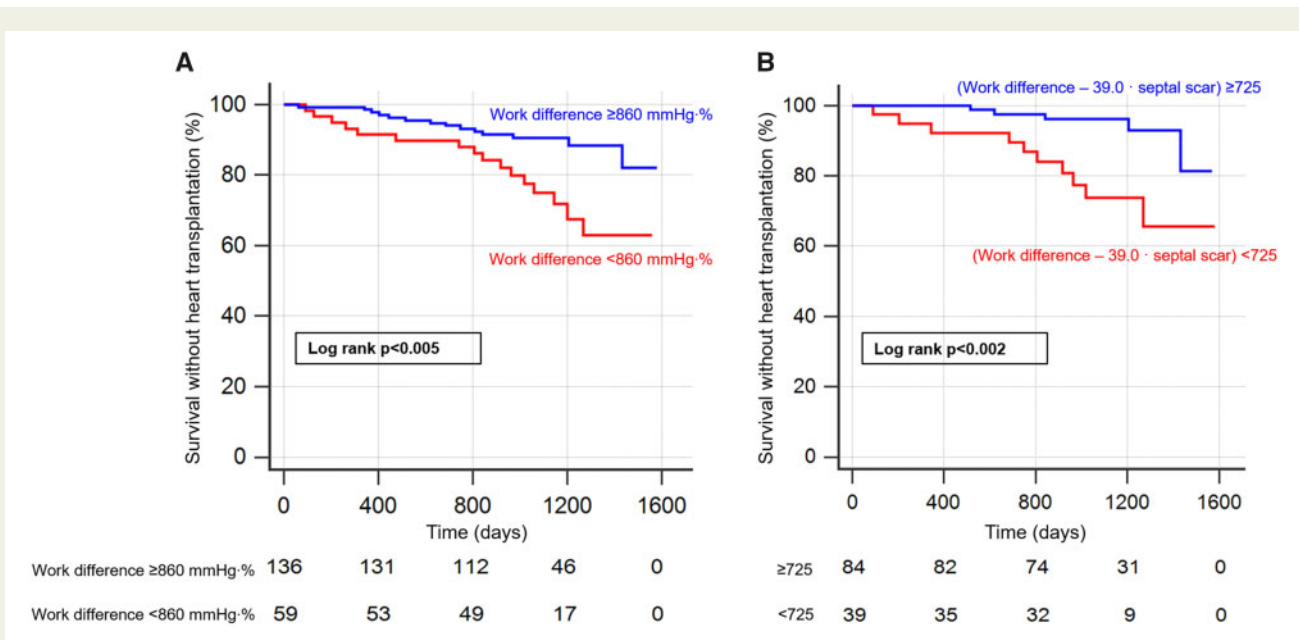 A
Survival without heart transplantation (%)
100
80
60
40
20
0
Work difference ≥860 mmHg·%
Work difference <860 mmHg·%
Log rank p<0.005
0 400 800 1200 1600
Time (days)
Work difference ≥860 mmHg·% 136 131 112 46 0
Work difference <860 mmHg·% 59 53 49 17 0
B
Survival without heart transplantation (%)
100
80
60
40
20
0
(Work difference – 39.0 · septal scar) ≥725
(Work difference – 39.0 · septal scar) <725
Log rank p<0.002
0 400 800 1200 1600
Time (days)
≥725 84 82 74 31 0
<725 39 35 32 9 0